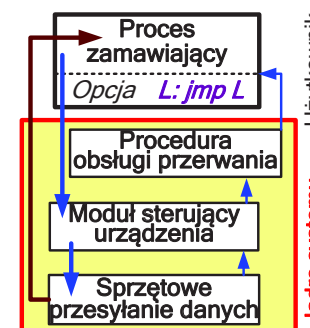 Proces
zamawiający
Opcja L: jmp L
Procedura
obsługi przerwania
Moduł sterujący
urządzenia
Sprzętowe
przesyłanie danych